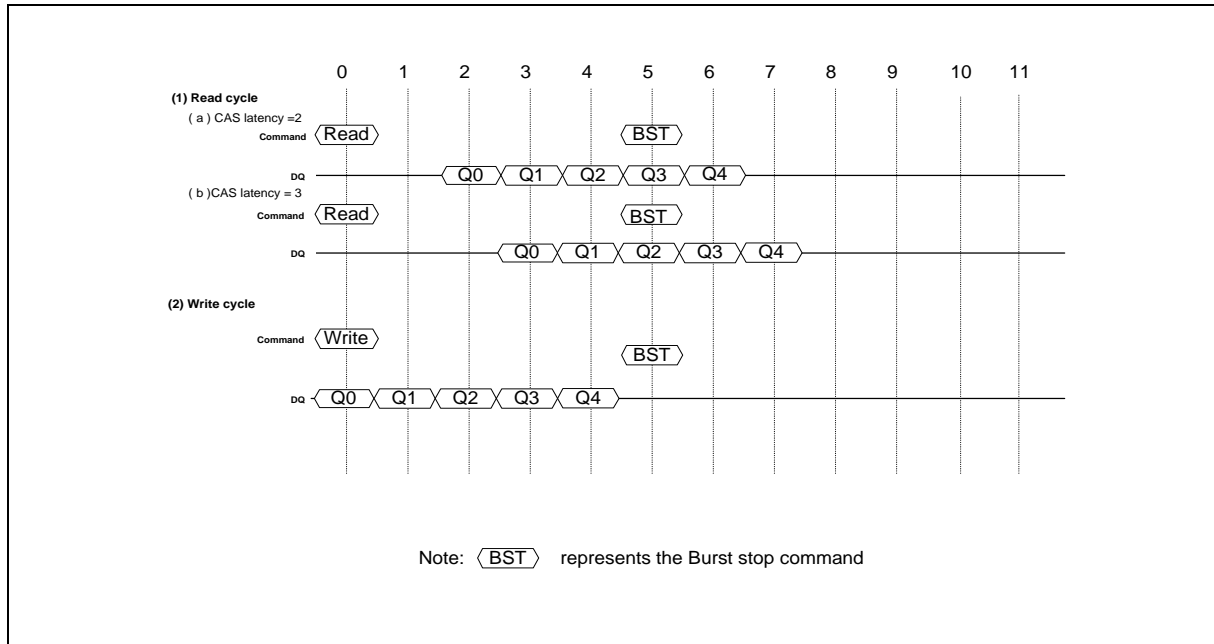 0 1 2 3 4 5 6 7 8 9 10 11
(1) Read cycle
( a ) CAS latency =2
Command Read BST
DQ Q0 Q1 Q2 Q3 Q4
( b )CAS latency = 3
Command Read BST
DQ Q0 Q1 Q2 Q3 Q4
(2) Write cycle
Command Write BST
DQ Q0 Q1 Q2 Q3 Q4
Note: BST represents the Burst stop command